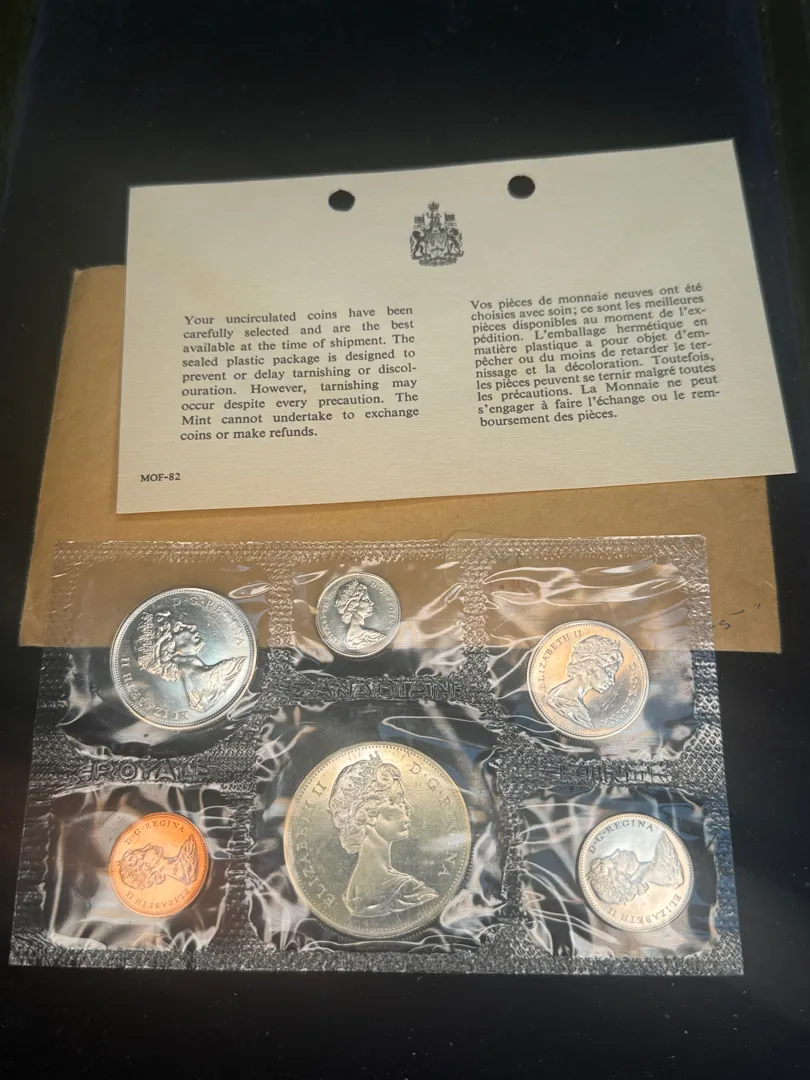 Your uncirculated coins have been
carefully selected and are the best
available at the time of shipment. The
sealed plastic package is designed to
prevent or delay tarnishing or discol-
ouration. However, tarnishing may
occur despite every precaution. The
Mint cannot undertake to exchange
coins or make refunds.
Vos pièces de monnaie neuves ont été
choisies avec soin; ce sont les meilleures
pièces disponibles au moment de l'ex-
pédition. L'emballage hermétique en
matière plastique a pour objet d'em-
pêcher ou du moins de retarder le ter-
nissage et la décoloration. Toutefois,
les pièces peuvent se ternir malgré toutes
les précautions. La Monnaie ne peut
s'engager à faire l'échange ou le rem-
boursement des pièces.
MOF-82
ELIZABETH II D·G·REGINA
ELIZABETH II D·G·REGINA
ELIZABETH II D·G·REGINA
CANADIAN
ROYAL
ELIZABETH II D·G·REGINA
ELIZABETH II D·G·REGINA
ELIZABETH II D·G·REGINA